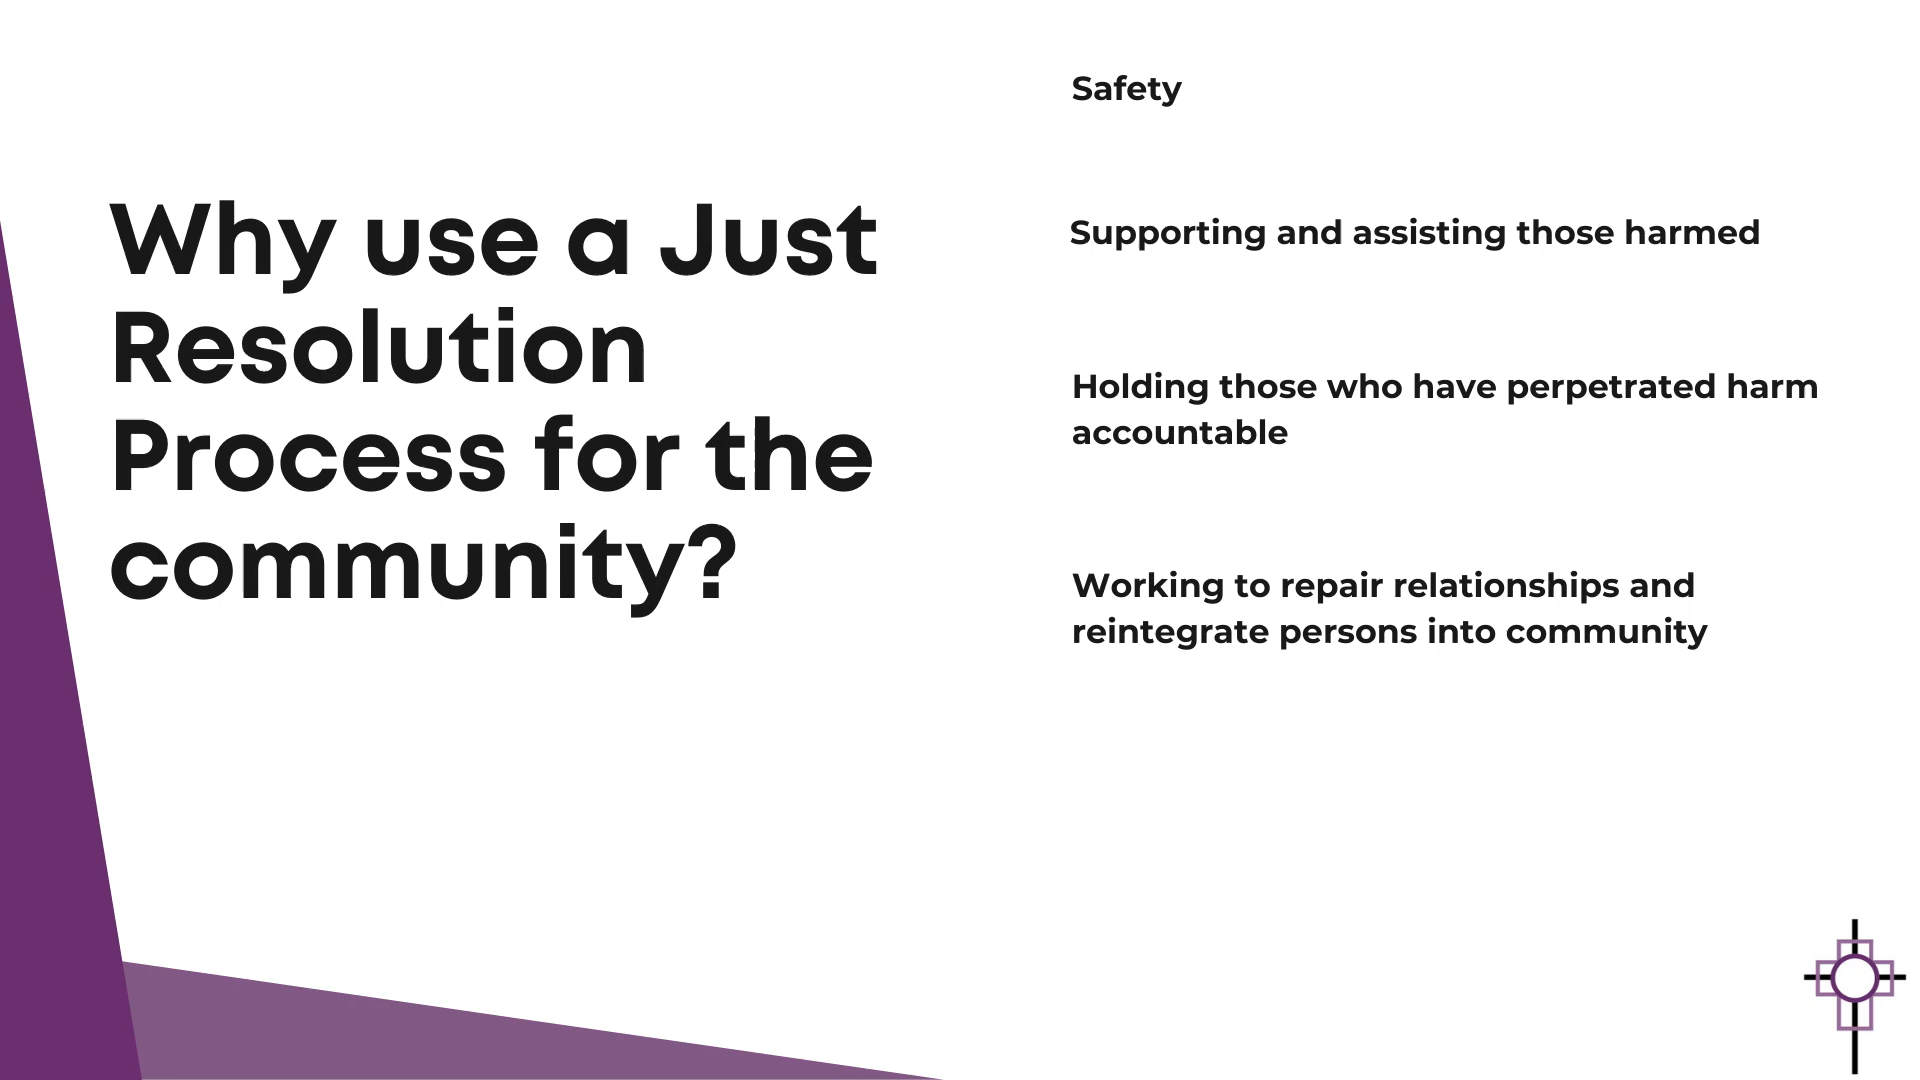 Why use a Just
Resolution
Process for the
community?
Safety
Supporting and assisting those harmed
Holding those who have perpetrated harm
accountable
Working to repair relationships and
reintegrate persons into community